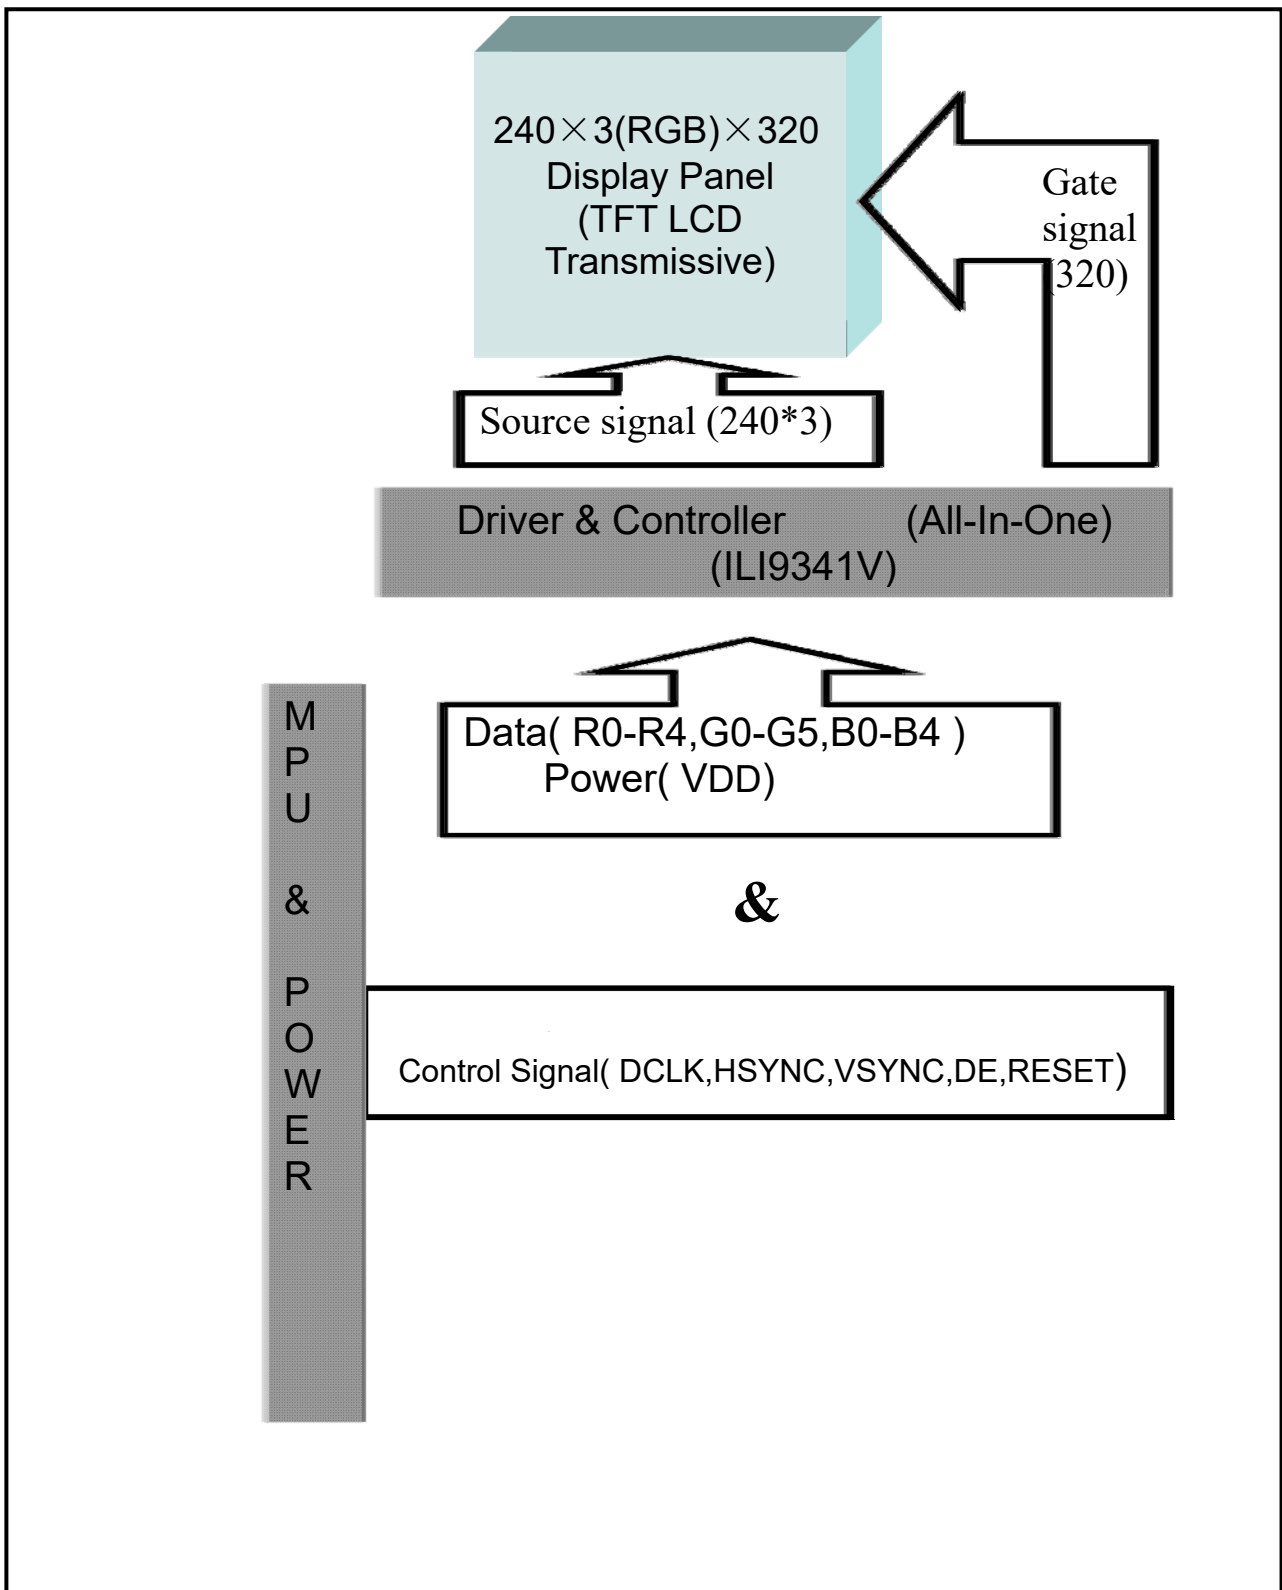 240×3(RGB)×320
Display Panel
(TFT LCD
Transmissive)
Gate
signal
(320)
Source signal (240*3)
Driver & Controller (All-In-One)
(ILI9341V)
M
P
U
&
P
O
W
E
R
Data( R0-R4,G0-G5,B0-B4 )
Power( VDD)
&
Control Signal( DCLK,HSYNC,VSYNC,DE,RESET)